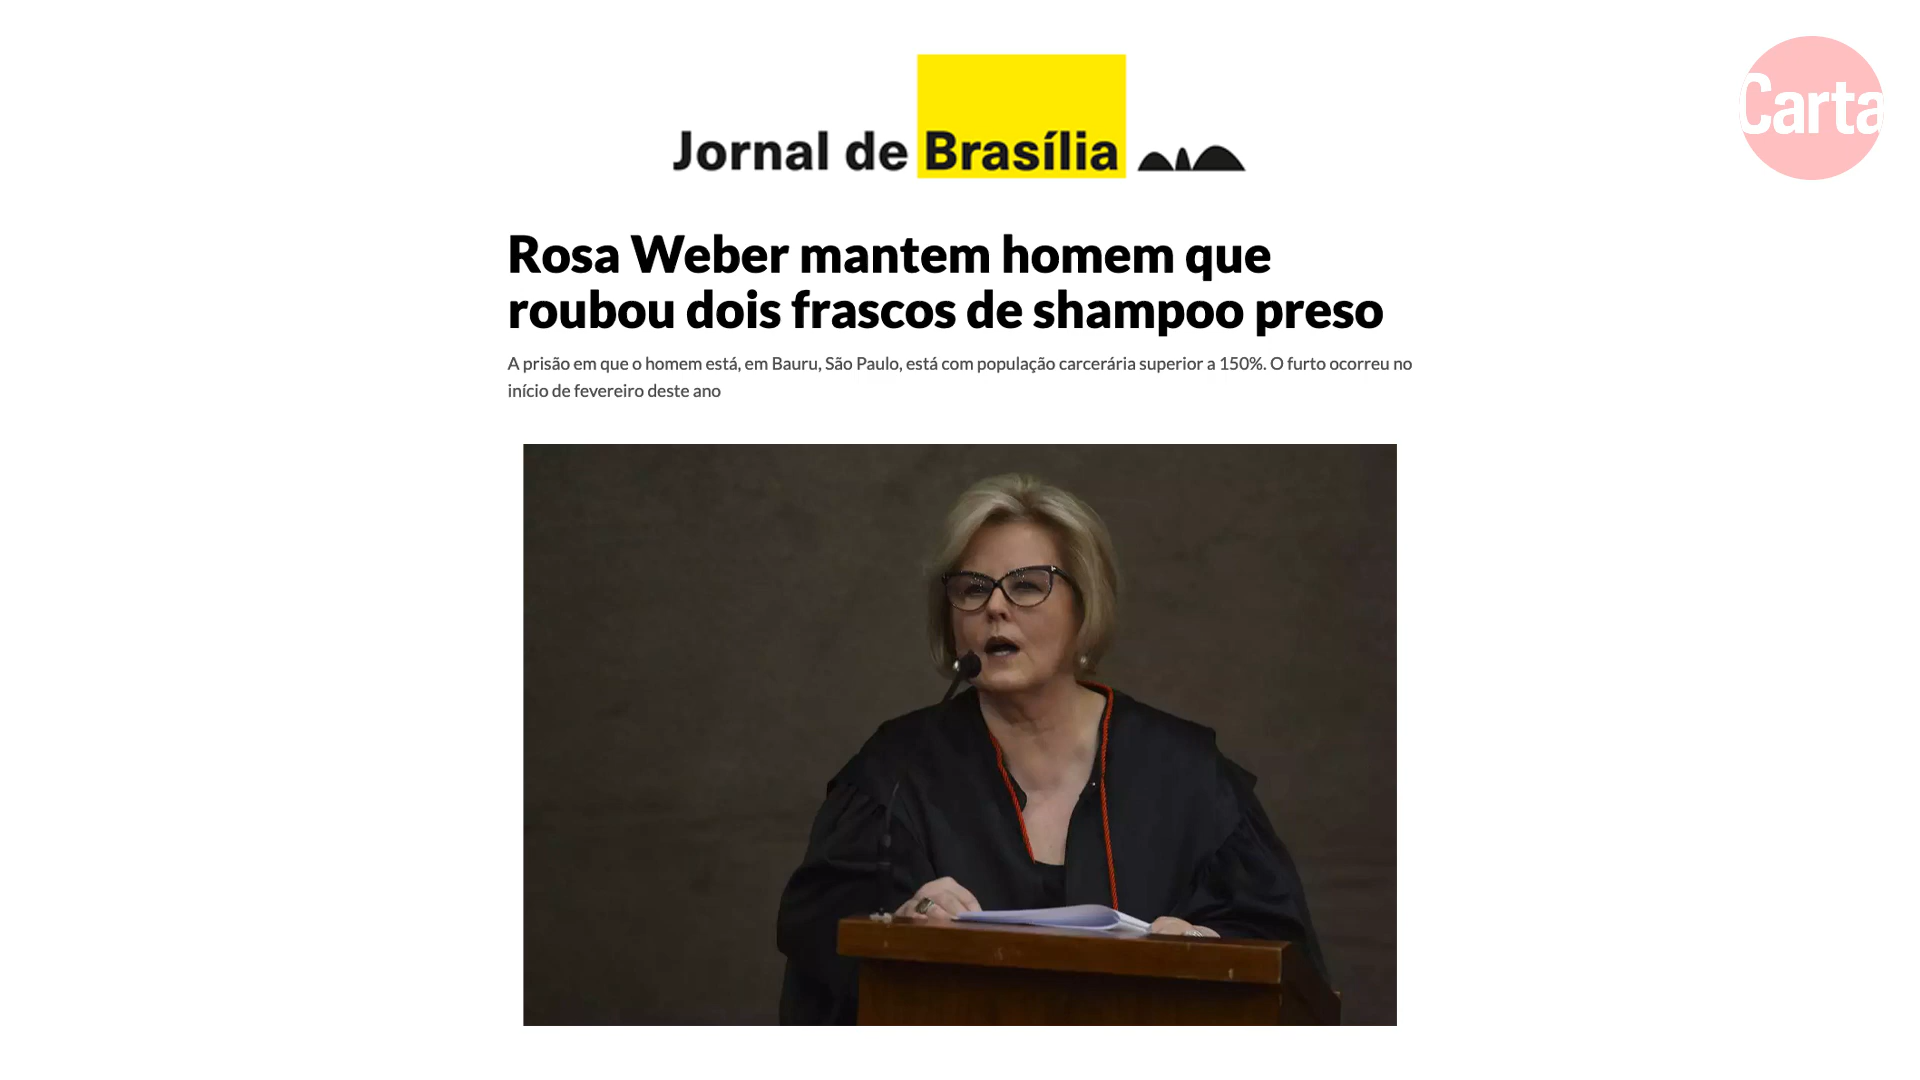 Carta
Jornal de Brasília
Rosa Weber mantem homem que
roubou dois frascos de shampoo preso
A prisão em que o homem está, em Bauru, São Paulo, está com população carcerária superior a 150%. O furto ocorreu no
início de fevereiro deste ano